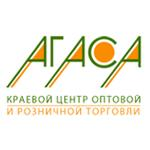 АГАСА
КРАЕВОЙ ЦЕНТР ОПТОВОЙ
И РОЗНИЧНОЙ ТОРГОВЛИ